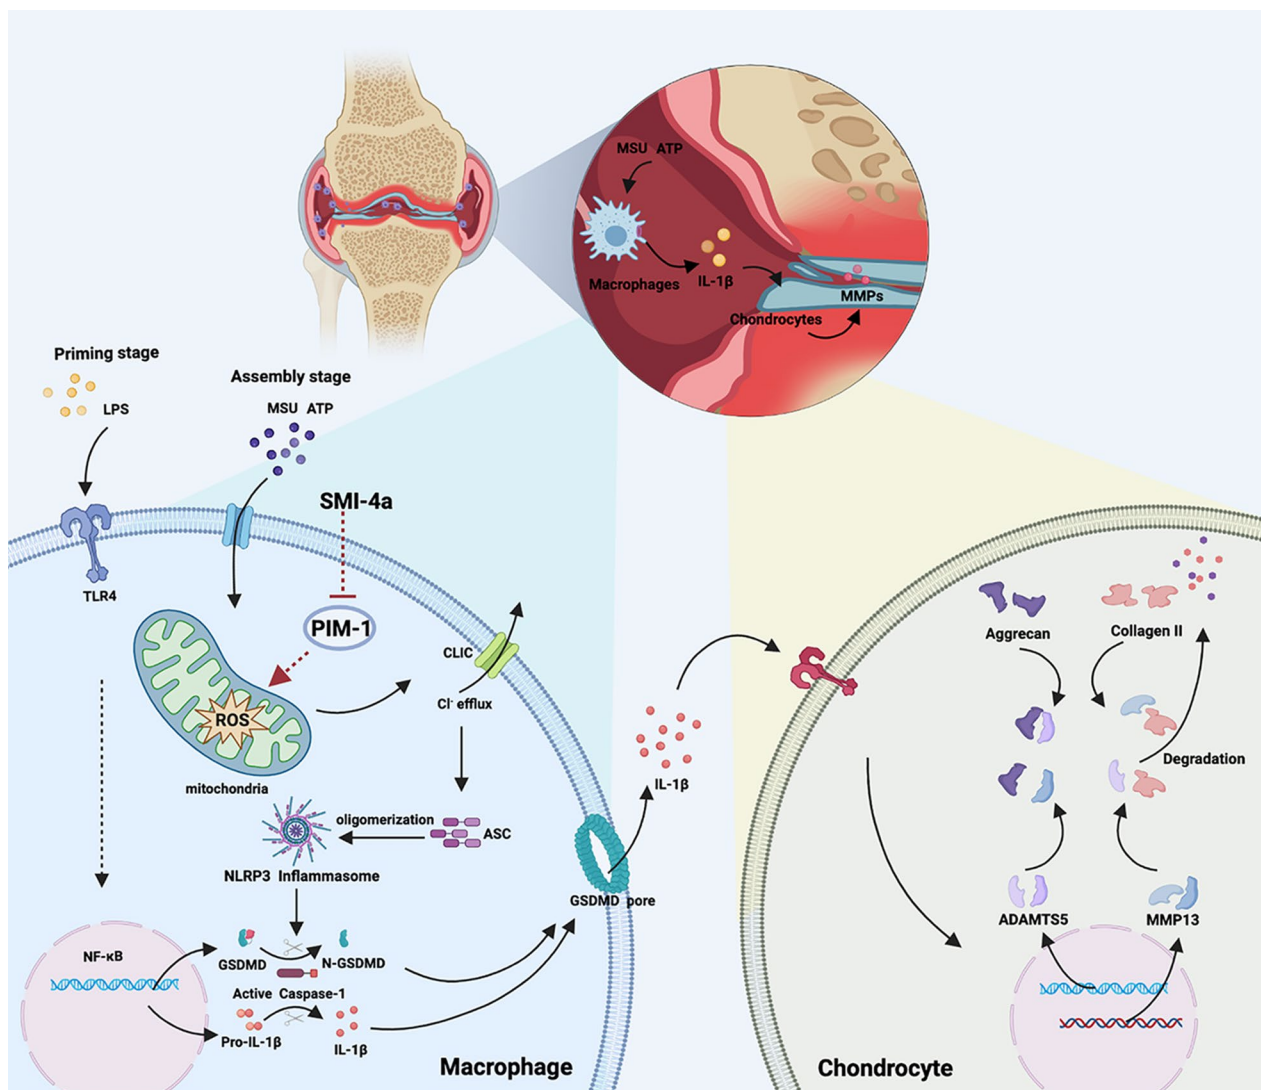 MSU ATP
Macrophages
IL-1β
MMPs
Chondrocytes
Priming stage
LPS
Assembly stage
MSU ATP
SMI-4a
TLR4
PIM-1
CLIC
Cl- efflux
ROS
mitochondria
oligomerization
ASC
NLRP3 Inflammasome
NF-κB
GSDMD
N-GSDMD
Active Caspase-1
Pro-IL-1β
IL-1β
Macrophage
GSDMD pore
IL-1β
Aggrecan
Collagen II
Degradation
ADAMTS5
MMP13
Chondrocyte